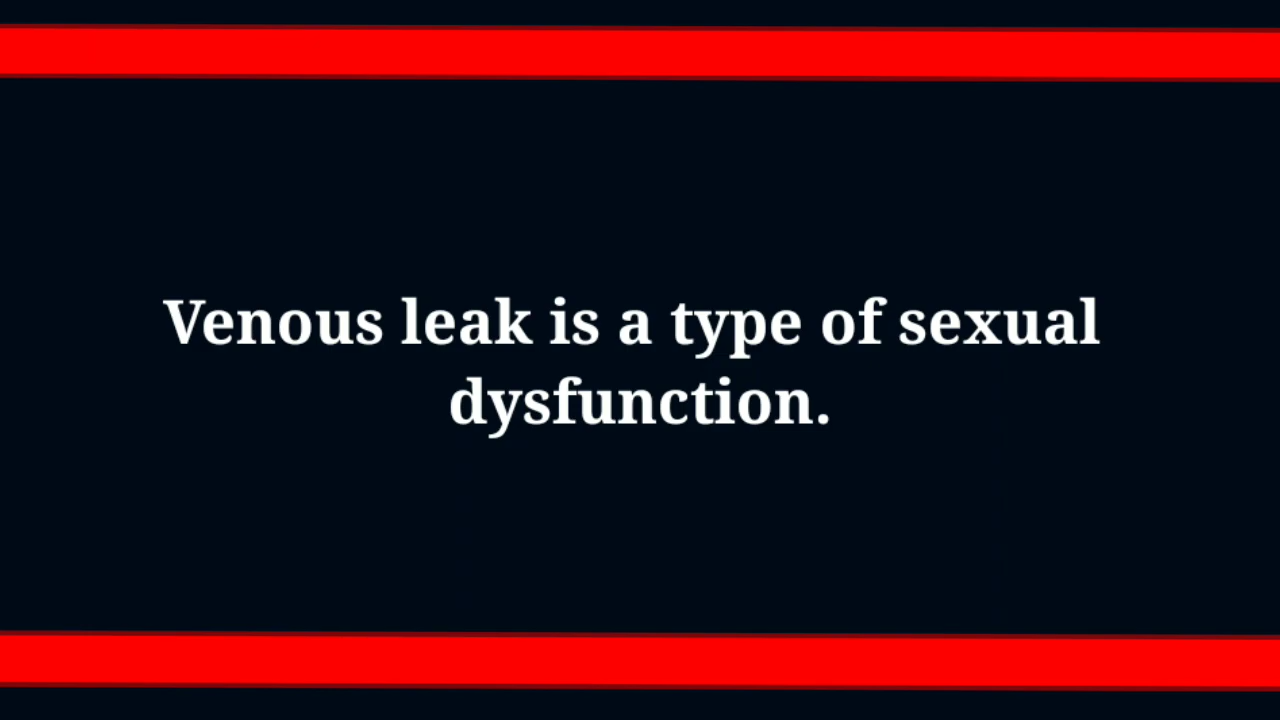 Venous leak is a type of sexual
dysfunction.